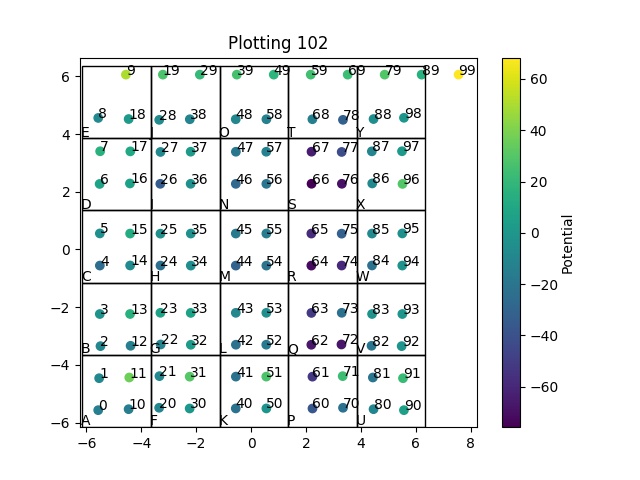 Plotting 102
9 19 29 39 49 59 69 79 89 99
8 18 28 38 48 58 68 78 88 98
E J O T Y
7 17 27 37 47 57 67 77 87 97
6 16 26 36 46 56 66 76 86 96
D I N S X
5 15 25 35 45 55 65 75 85 95
4 14 24 34 44 54 64 74 84 94
C H M R W
3 13 23 33 43 53 63 73 83 93
2 12 22 32 42 52 62 72 82 92
B G L Q V
1 11 21 31 41 51 61 71 81 91
0 10 20 30 40 50 60 70 80 90
A F K P U
6
4
2
0
−2
−4
−6
−6 −4 −2 0 2 4 6 8
60
40
20
0
−20
−40
−60
Potential